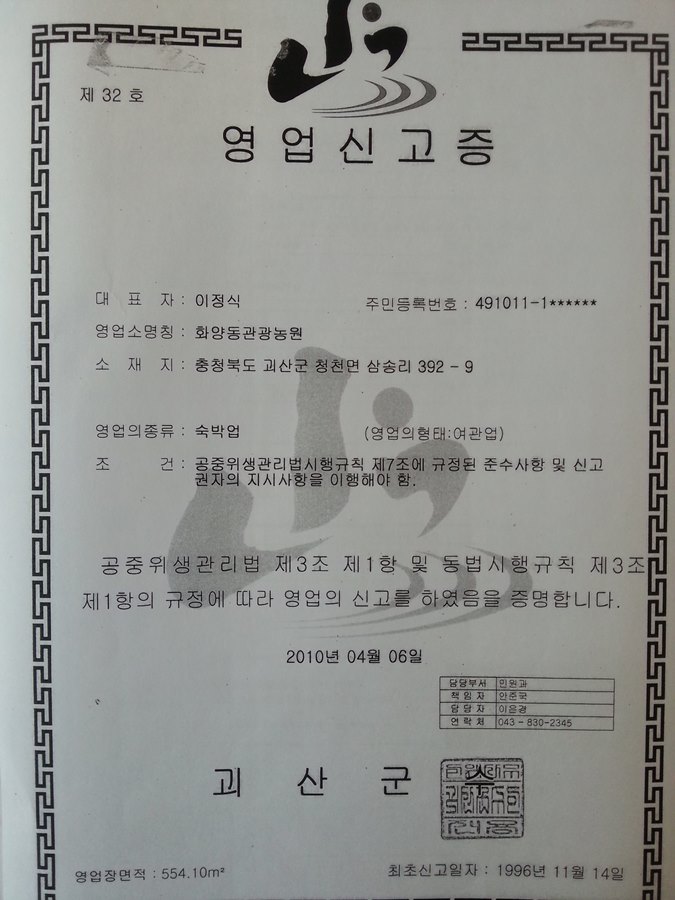 제 32 호
영업신고증
대 표 자 : 이정식 주민등록번호 : 491011-1******
영업소명칭 : 화양동관광농원
소 재 지 : 충청북도 괴산군 청천면 삼송리 392 - 9
영업의종류 : 숙박업 (영업의형태:여관업)
조 건 : 공중위생관리법시행규칙 제7조에 규정된 준수사항 및 신고
권자의 지시사항을 이행해야 함.
공중위생관리법 제3조 제1항 및 동법시행규칙 제3조
제1항의 규정에 따라 영업의 신고를 하였음을 증명합니다.
2010년 04월 06일
담당부서 민원과
책 임 자 안준국
담 당 자 이은경
연 락 처 043 - 830-2345
괴 산 군 수
영업장면적 : 554.10m² 최초신고일자 : 1996년 11월 14일